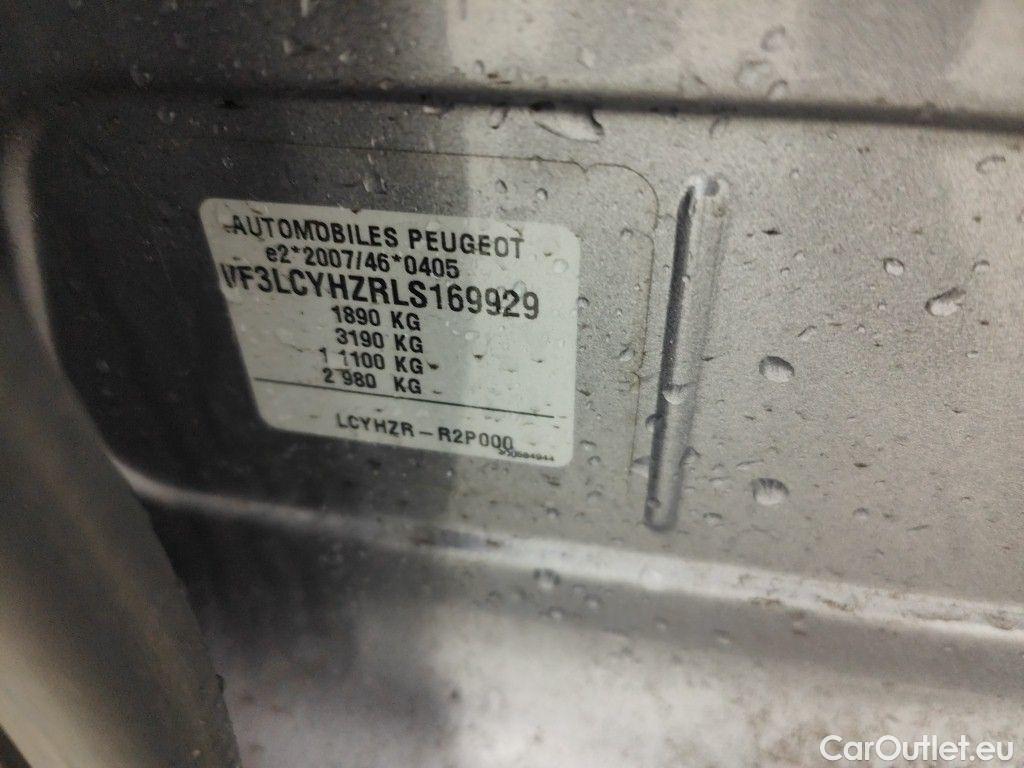 AUTOMOBILES PEUGEOT
e2*2007/46*0405
VF3LCYHZRLS169929
1890 KG
3190 KG
1 1100 KG
2 980 KG
LCYHZR-R2P000
CarOutlet.eu